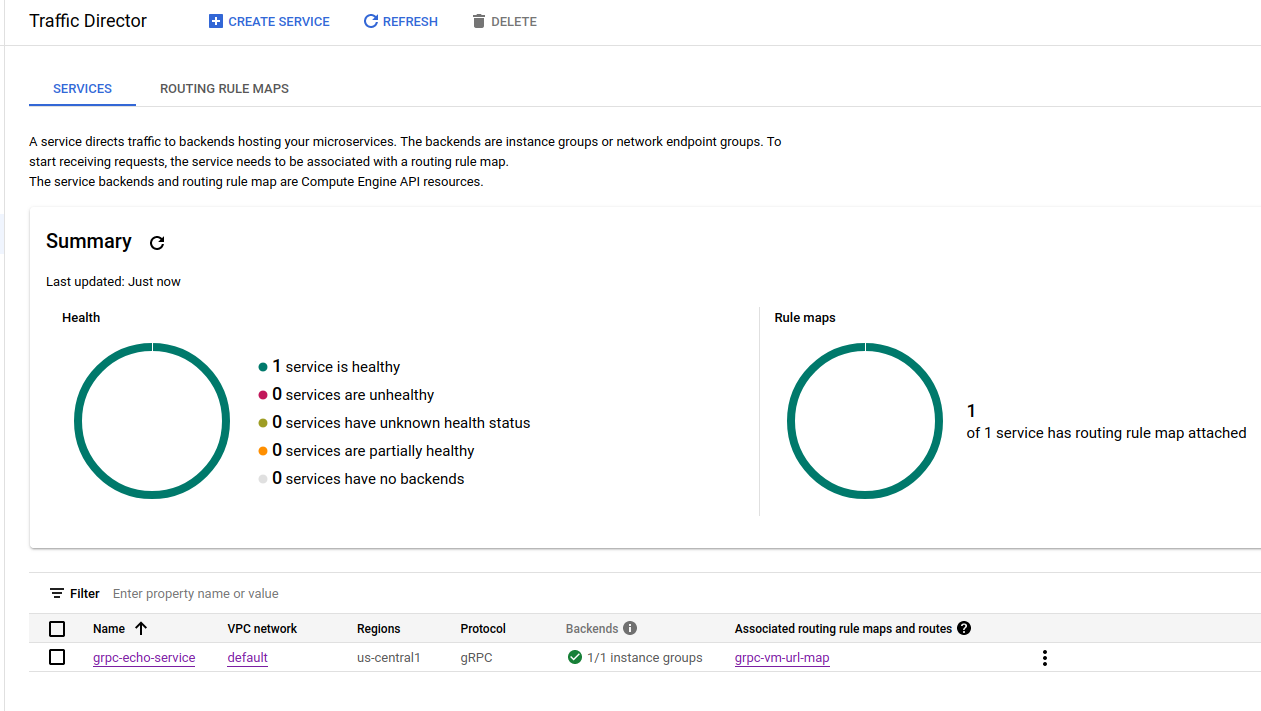 Traffic Director
CREATE SERVICE
REFRESH
DELETE
SERVICES
ROUTING RULE MAPS
A service directs traffic to backends hosting your microservices. The backends are instance groups or network endpoint groups. To
start receiving requests, the service needs to be associated with a routing rule map.
The service backends and routing rule map are Compute Engine API resources.
Summary
Last updated: Just now
Health
1 service is healthy
0 services are unhealthy
0 services have unknown health status
0 services are partially healthy
0 services have no backends
Rule maps
1
of 1 service has routing rule map attached
Filter Enter property name or value
Name VPC network Regions Protocol Backends Associated routing rule maps and routes
grpc-echo-service default us-central1 gRPC 1/1 instance groups grpc-vm-url-map